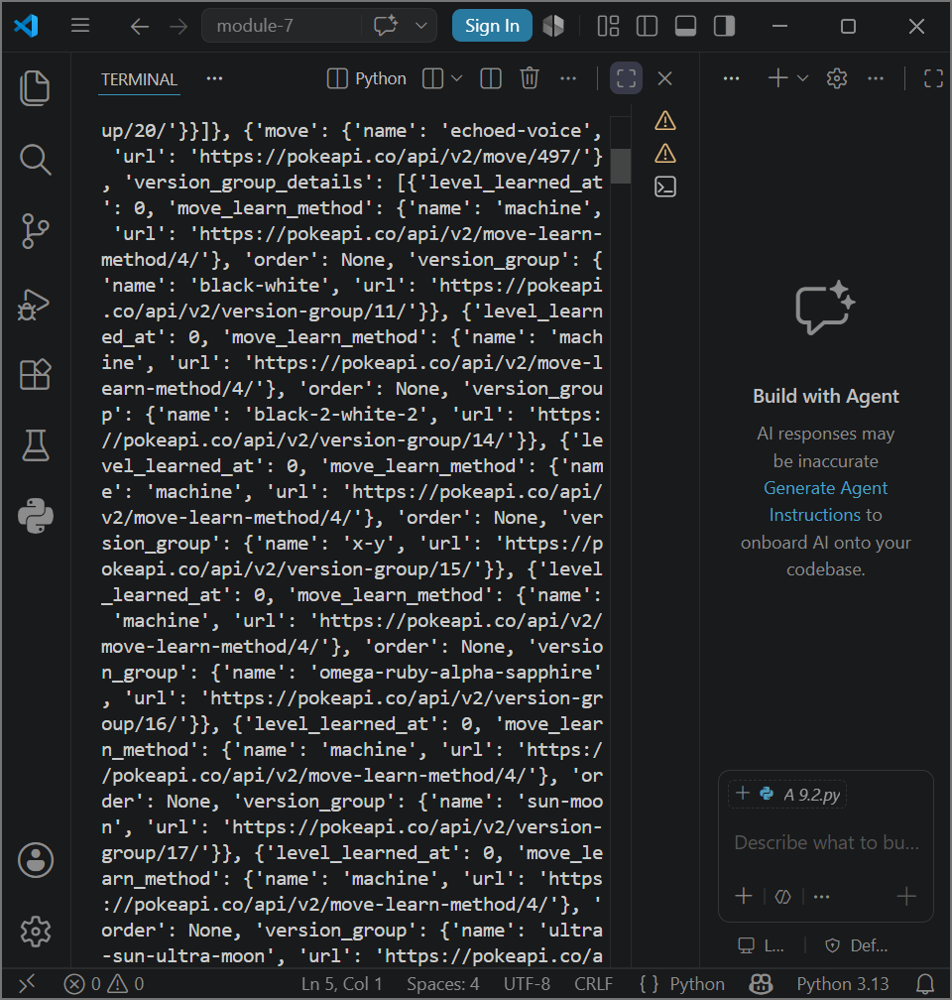 module-7
Sign In
TERMINAL
Python
up/20/'}}]}, {'move': {'name': 'echoed-voice',
 'url': 'https://pokeapi.co/api/v2/move/497/'}
, 'version_group_details': [{'level_learned_at
': 0, 'move_learn_method': {'name': 'machine',
 'url': 'https://pokeapi.co/api/v2/move-learn-
method/4/'}, 'order': None, 'version_group': {
'name': 'black-white', 'url': 'https://pokeapi
.co/api/v2/version-group/11/'}}, {'level_learn
ed_at': 0, 'move_learn_method': {'name': 'mach
ine', 'url': 'https://pokeapi.co/api/v2/move-l
earn-method/4/'}, 'order': None, 'version_grou
p': {'name': 'black-2-white-2', 'url': 'https:
//pokeapi.co/api/v2/version-group/14/'}}, {'le
vel_learned_at': 0, 'move_learn_method': {'nam
e': 'machine', 'url': 'https://pokeapi.co/api/
v2/move-learn-method/4/'}, 'order': None, 'ver
sion_group': {'name': 'x-y', 'url': 'https://p
okeapi.co/api/v2/version-group/15/'}}, {'level
_learned_at': 0, 'move_learn_method': {'name':
 'machine', 'url': 'https://pokeapi.co/api/v2/
move-learn-method/4/'}, 'order': None, 'versio
n_group': {'name': 'omega-ruby-alpha-sapphire'
, 'url': 'https://pokeapi.co/api/v2/version-gr
oup/16/'}}, {'level_learned_at': 0, 'move_lear
n_method': {'name': 'machine', 'url': 'https:/
/pokeapi.co/api/v2/move-learn-method/4/'}, 'or
der': None, 'version_group': {'name': 'sun-moo
n', 'url': 'https://pokeapi.co/api/v2/version-
group/17/'}}, {'level_learned_at': 0, 'move_le
arn_method': {'name': 'machine', 'url': 'https
://pokeapi.co/api/v2/move-learn-method/4/'}, '
order': None, 'version_group': {'name': 'ultra
-sun-ultra-moon', 'url': 'https://pokeapi.co/a
Build with Agent
AI responses may
be inaccurate
Generate Agent
Instructions to
onboard AI onto your
codebase.
A 9.2.py
Describe what to bu...
L...
Def...
0
0
Ln 5, Col 1
Spaces: 4
UTF-8
CRLF
{ } Python
Python 3.13